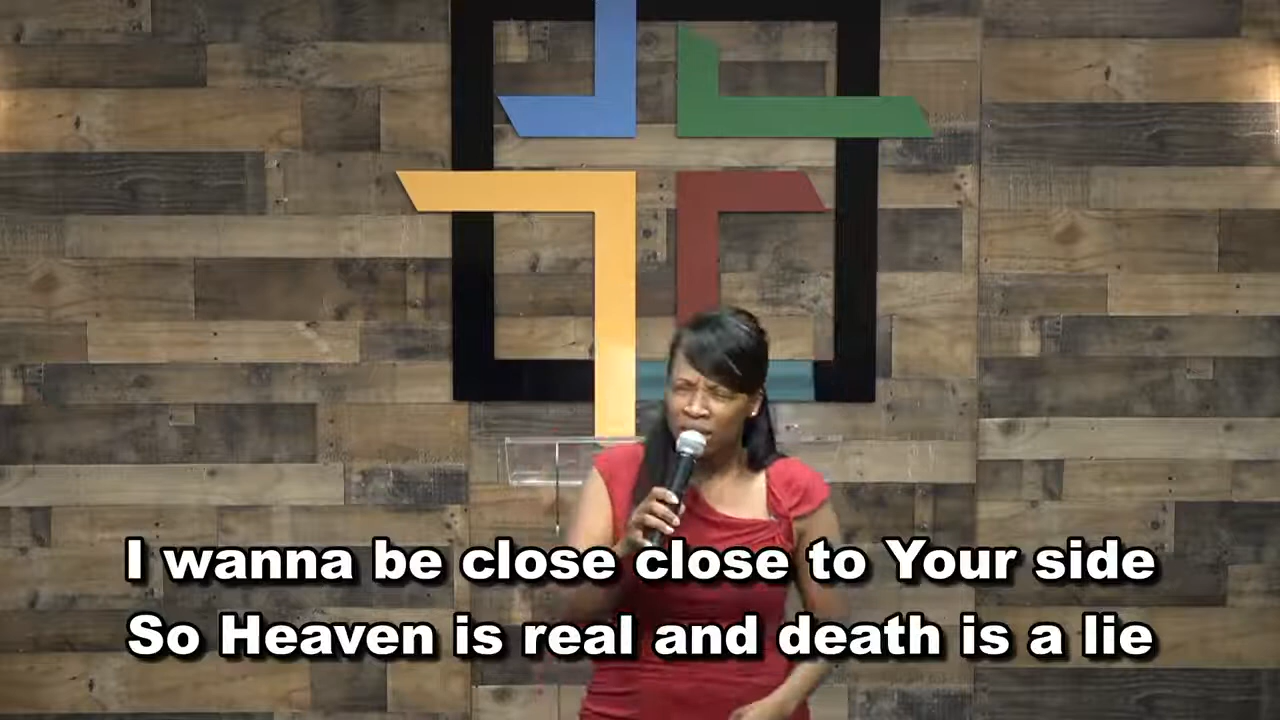 I wanna be close close to Your side
So Heaven is real and death is a lie